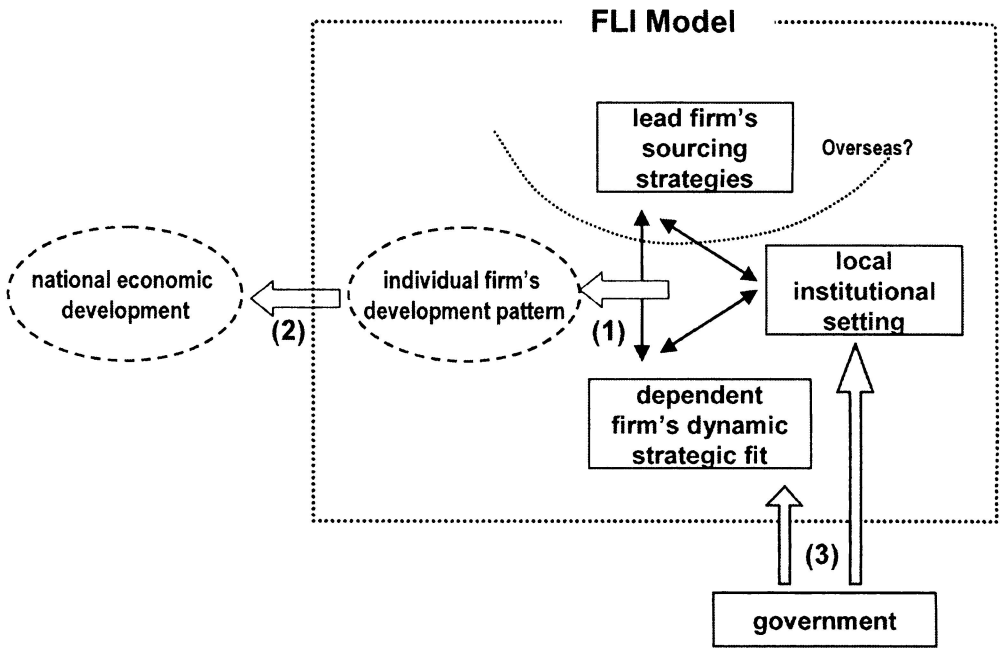 FLI Model
lead firm's
sourcing
strategies
Overseas?
national economic
development
(2)
individual firm's
development pattern
(1)
local
institutional
setting
dependent
firm's dynamic
strategic fit
(3)
government